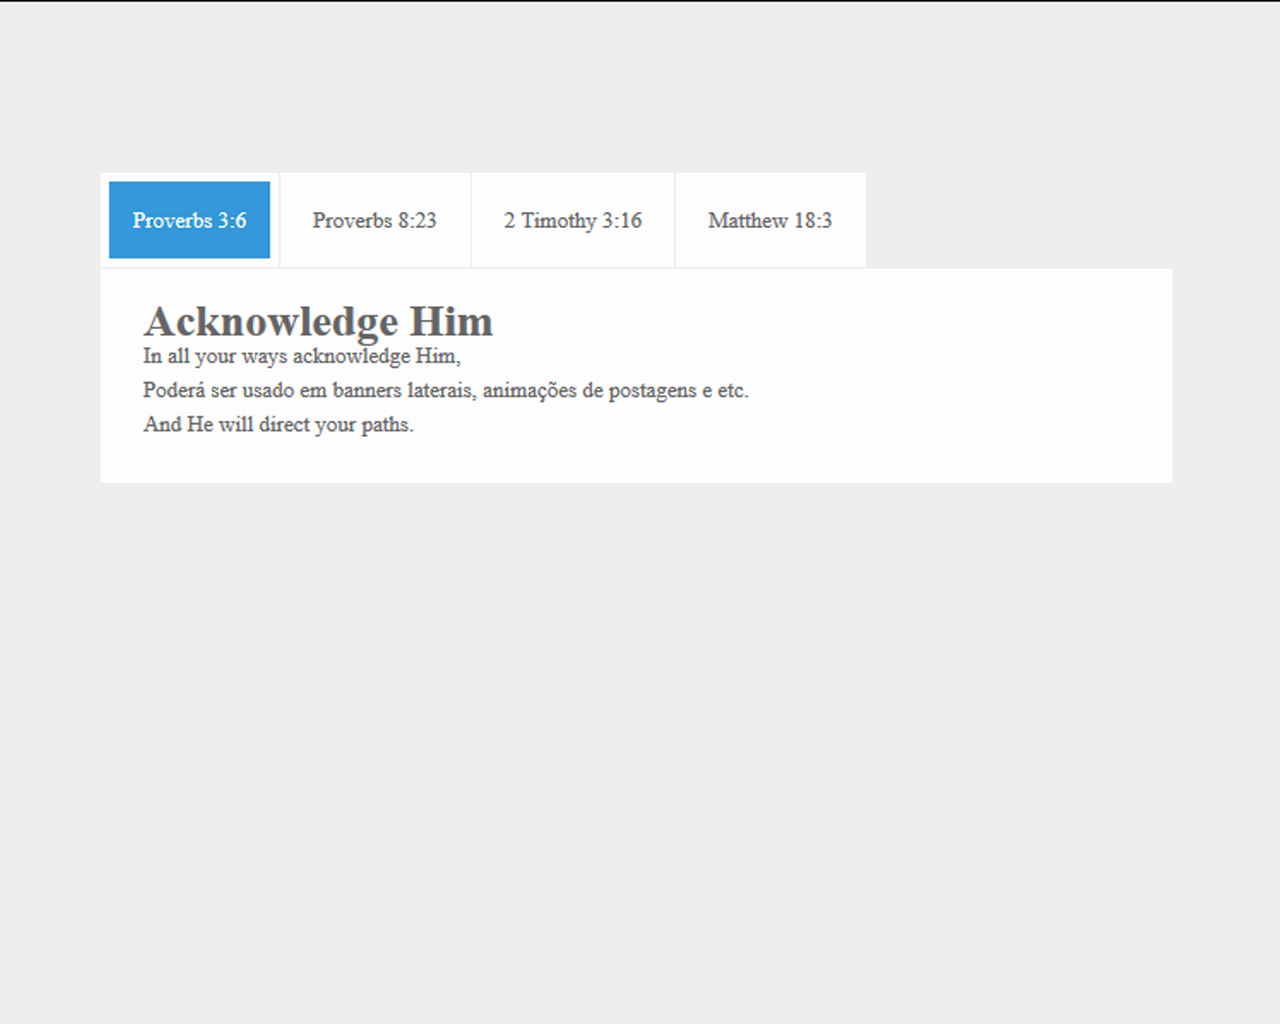 Proverbs 3:6
Proverbs 8:23
2 Timothy 3:16
Matthew 18:3
Acknowledge Him
In all your ways acknowledge Him,
Poderá ser usado em banners laterais, animações de postagens e etc.
And He will direct your paths.